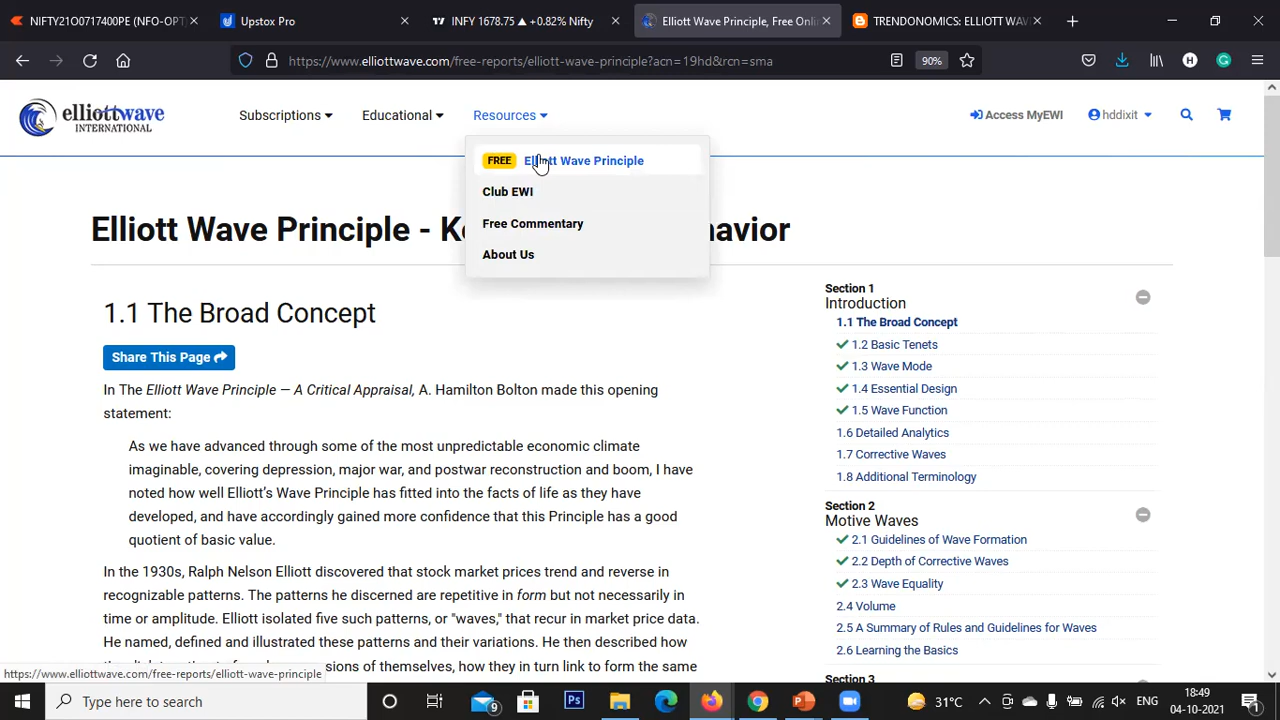 NIFTY21O0717400PE (NFO-OPT
Upstox Pro
INFY 1678.75 ▲ +0.82% Nifty
Elliott Wave Principle, Free Onli
TRENDONOMICS: ELLIOTT WAV
https://www.elliottwave.com/free-reports/elliott-wave-principle?acn=19hd&rcn=sma
90%
elliottwave
INTERNATIONAL
Subscriptions
Educational
Resources
Access MyEWI
hddixit
FREE Elliott Wave Principle
Club EWI
Free Commentary
About Us
Elliott Wave Principle - K havior
1.1 The Broad Concept
Share This Page
In The Elliott Wave Principle — A Critical Appraisal, A. Hamilton Bolton made this opening
statement:
As we have advanced through some of the most unpredictable economic climate
imaginable, covering depression, major war, and postwar reconstruction and boom, I have
noted how well Elliott's Wave Principle has fitted into the facts of life as they have
developed, and have accordingly gained more confidence that this Principle has a good
quotient of basic value.
In the 1930s, Ralph Nelson Elliott discovered that stock market prices trend and reverse in
recognizable patterns. The patterns he discerned are repetitive in form but not necessarily in
time or amplitude. Elliott isolated five such patterns, or "waves," that recur in market price data.
He named, defined and illustrated these patterns and their variations. He then described how
sions of themselves, how they in turn link to form the same
Section 1
Introduction
1.1 The Broad Concept
1.2 Basic Tenets
1.3 Wave Mode
1.4 Essential Design
1.5 Wave Function
1.6 Detailed Analytics
1.7 Corrective Waves
1.8 Additional Terminology
Section 2
Motive Waves
2.1 Guidelines of Wave Formation
2.2 Depth of Corrective Waves
2.3 Wave Equality
2.4 Volume
2.5 A Summary of Rules and Guidelines for Waves
2.6 Learning the Basics
Section 3
https://www.elliottwave.com/free-reports/elliott-wave-principle
Type here to search
9
31°C
ENG
18:49
04-10-2021
1